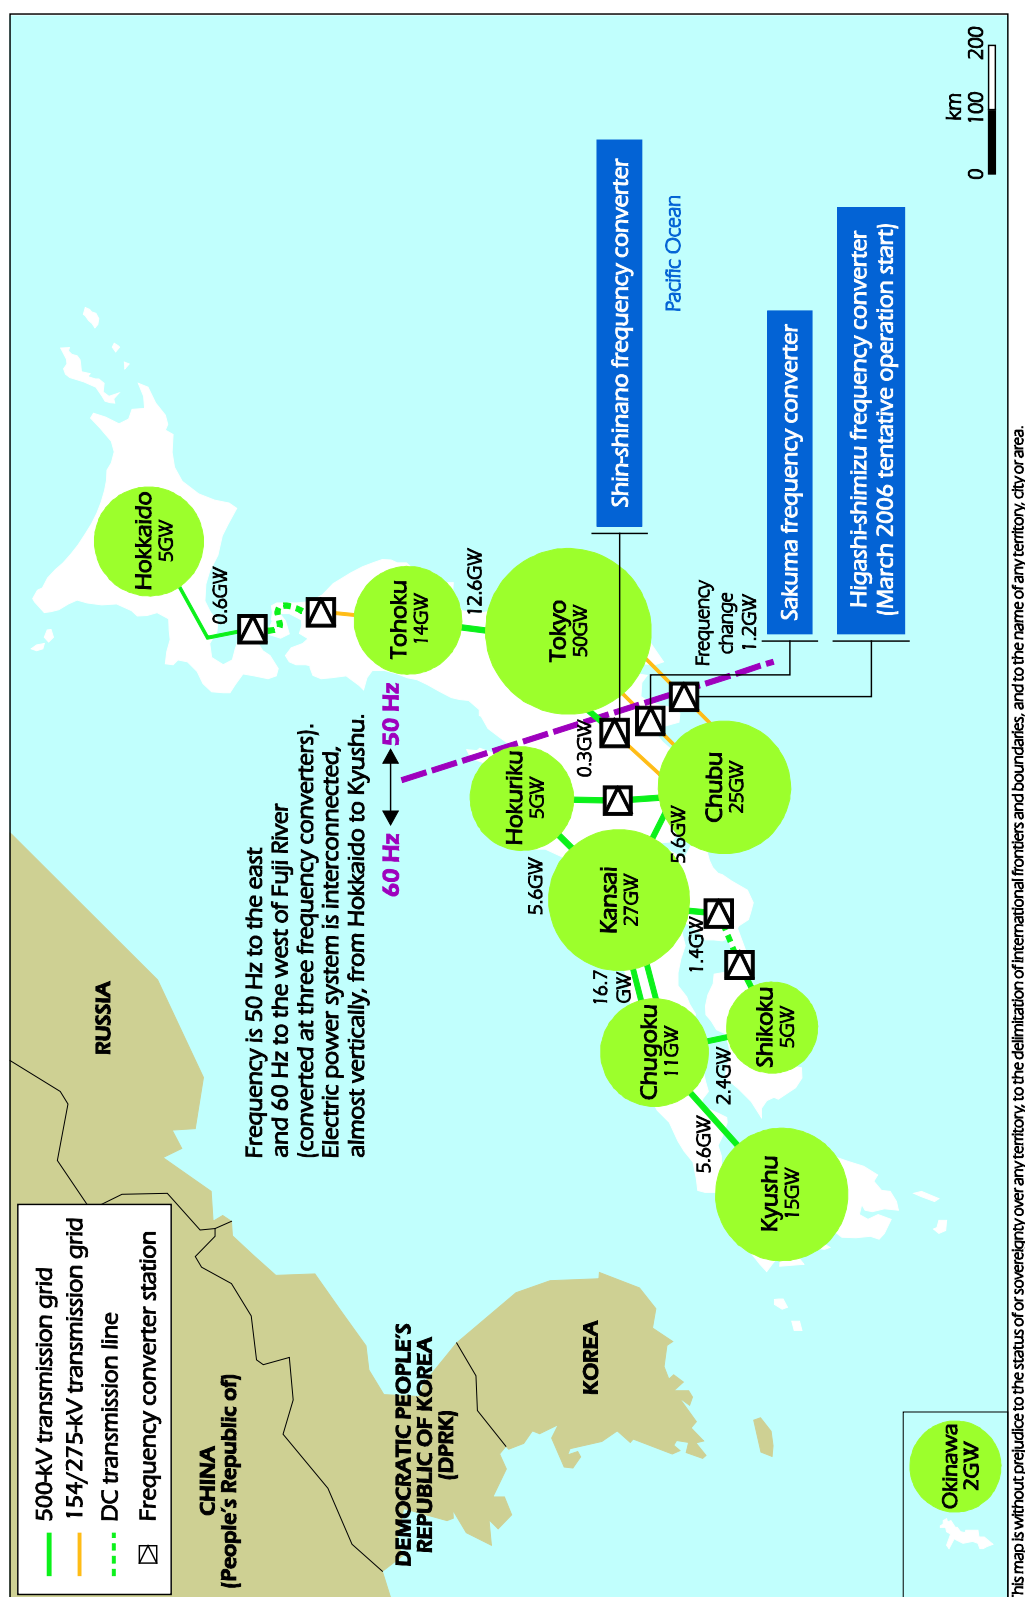 500-kV transmission grid
154/275-kV transmission grid
DC transmission line
Frequency converter station
CHINA
(People's Republic of)
RUSSIA
DEMOCRATIC PEOPLE'S
REPUBLIC OF KOREA
(DPRK)
KOREA
Frequency is 50 Hz to the east
and 60 Hz to the west of Fuji River
(converted at three frequency converters).
Electric power system is interconnected,
almost vertically, from Hokkaido to Kyushu.
60 Hz
50 Hz
Hokkaido
5GW
0.6GW
Tohoku
14GW
12.6GW
Tokyo
50GW
Hokuriku
5GW
0.3GW
5.6GW
Kansai
27GW
5.6GW
Chubu
25GW
Frequency
change
1.2GW
16.7
GW
1.4GW
Chugoku
11GW
2.4GW
Shikoku
5GW
5.6GW
Kyushu
15GW
Okinawa
2GW
Shin-shinano frequency converter
Pacific Ocean
Sakuma frequency converter
Higashi-shimizu frequency converter
(March 2006 tentative operation start)
km
0 100 200
This map is without prejudice to the status of or sovereignty over any territory, to the delimitation of international frontiers and boundaries, and to the name of any territory, city or area.